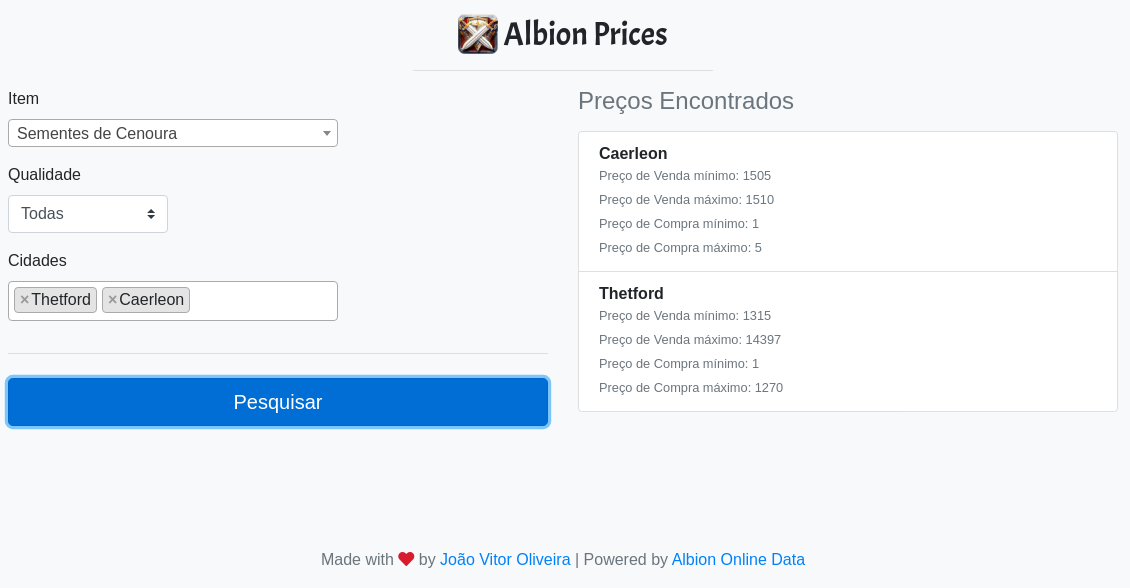 Albion Prices
Item
Sementes de Cenoura
Qualidade
Todas
Cidades
×Thetford ×Caerleon
Pesquisar
Preços Encontrados
Caerleon
Preço de Venda mínimo: 1505
Preço de Venda máximo: 1510
Preço de Compra mínimo: 1
Preço de Compra máximo: 5
Thetford
Preço de Venda mínimo: 1315
Preço de Venda máximo: 14397
Preço de Compra mínimo: 1
Preço de Compra máximo: 1270
Made with ❤ by João Vitor Oliveira | Powered by Albion Online Data